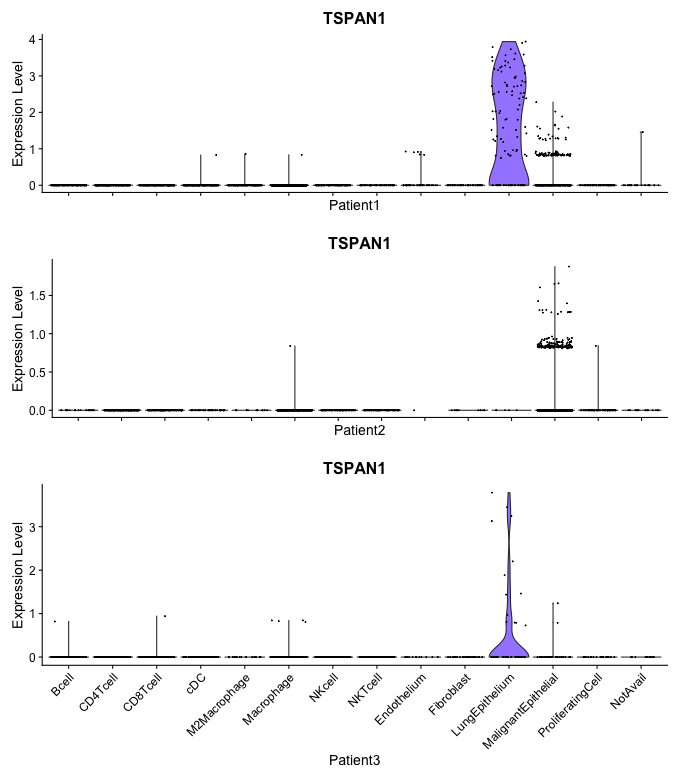 TSPAN1
Expression Level
4
3
2
1
0
Patient1
TSPAN1
Expression Level
1.5
1.0
0.5
0.0
Patient2
TSPAN1
Expression Level
3
2
1
0
Bcell
CD4Tcell
CD8Tcell
cDC
M2Macrophage
Macrophage
NKcell
NKTcell
Endothelium
Fibroblast
LungEpithelium
MalignantEpithelial
ProliferatingCell
NotAvail
Patient3